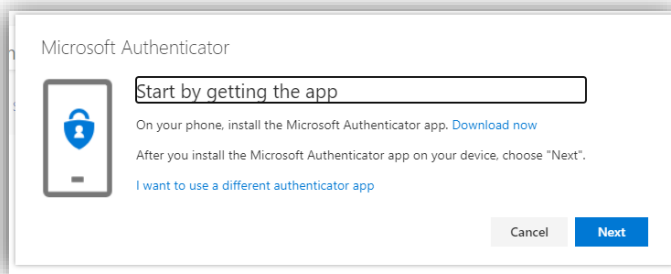 Microsoft Authenticator
Start by getting the app
On your phone, install the Microsoft Authenticator app. Download now
After you install the Microsoft Authenticator app on your device, choose "Next".
I want to use a different authenticator app
Cancel
Next